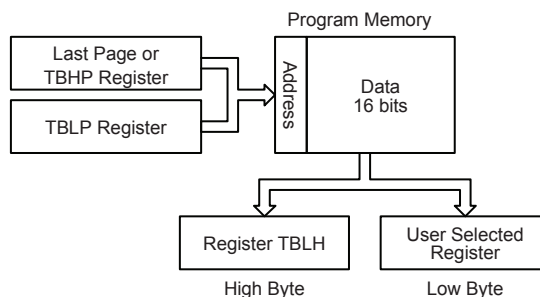 Program Memory
Last Page or
TBHP Register
TBLP Register
Address
Data
16 bits
Register TBLH
User Selected
Register
High Byte
Low Byte